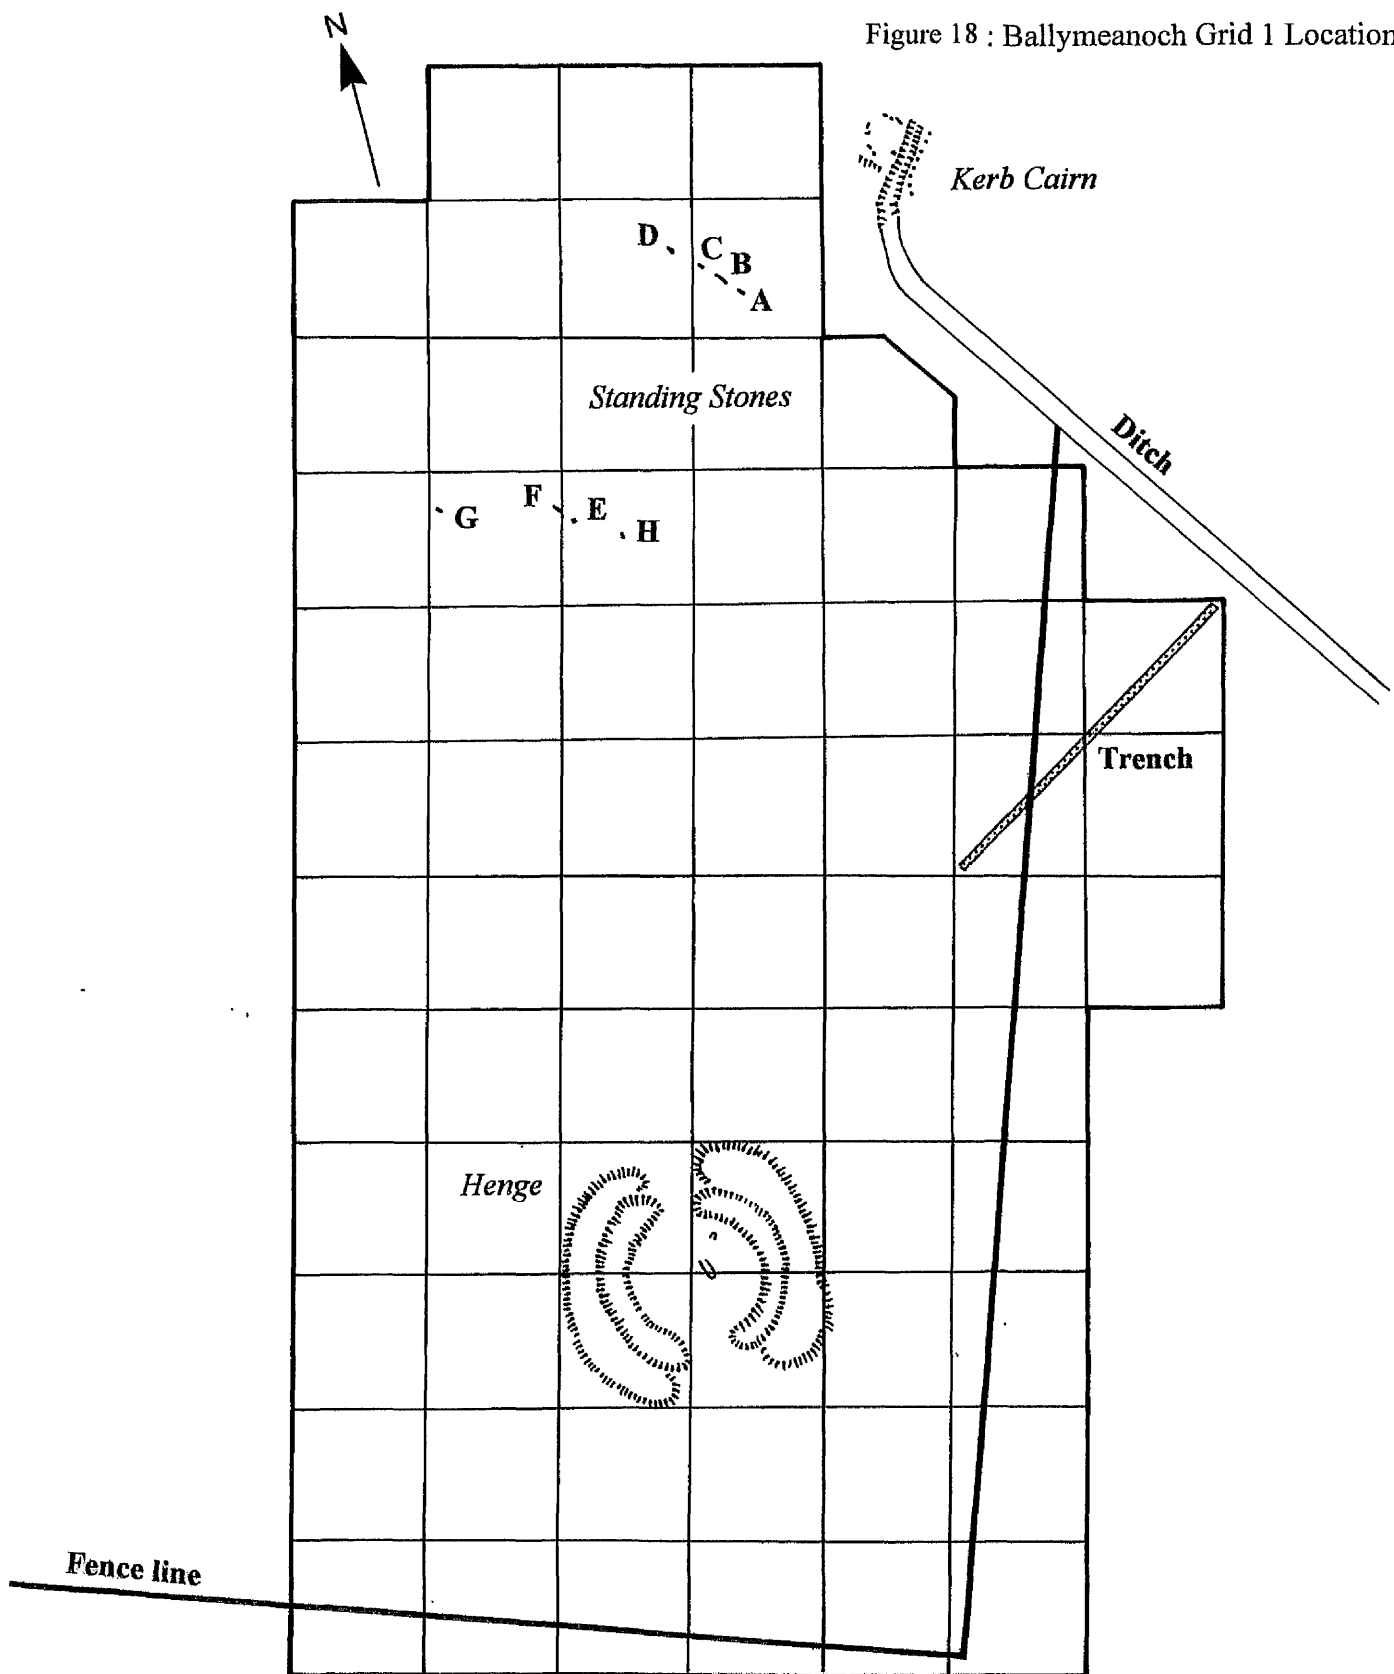 Figure 18 : Ballymeanoch Grid 1 Location
N
Kerb Cairn
D
C
B
A
Standing Stones
Ditch
G
F
E
H
Trench
Henge
Fence line